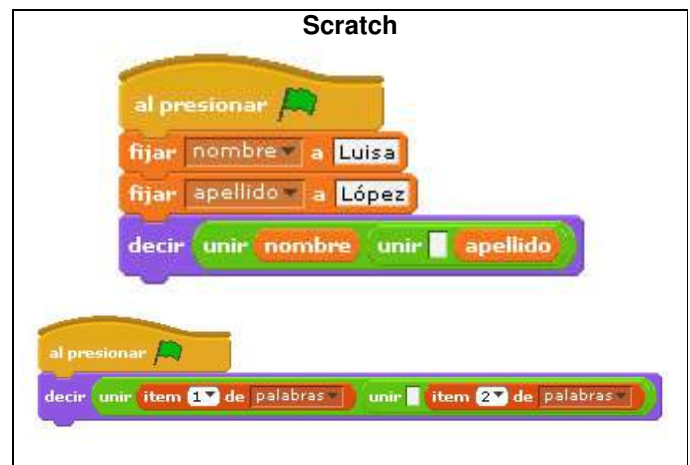 Scratch
al presionar
fijar nombre a Luisa
fijar apellido a López
decir unir nombre unir apellido
al presionar
decir unir item 1 de palabras unir item 2 de palabras